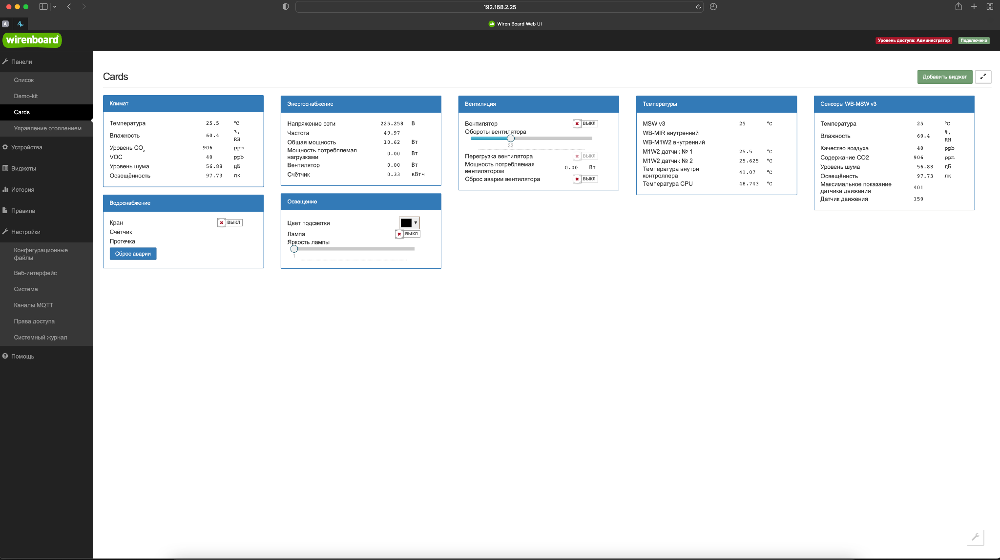 192.168.2.25
A
wb Wiren Board Web UI
wirenboard
Уровень доступа: Администратор
Подключено
Панели
Список
Demo-kit
Cards
Управление отоплением
Устройства
Виджеты
История
Правила
Настройки
Конфигурационные
файлы
Веб-интерфейс
Система
Каналы MQTT
Права доступа
Системный журнал
Помощь
Cards
Добавить виджет
Климат
Температура 25.5 °C
Влажность 60.4 %,
RH
Уровень CO₂ 906 ppm
VOC 40 ppb
Уровень шума 56.88 дБ
Освещённость 97.73 лк
Энергоснабжение
Напряжение сети 225.258 В
Частота 49.97
Общая мощность 10.62 Вт
Мощность потребляемая
нагрузками 0.00 Вт
Вентилятор 0.00 Вт
Счётчик 0.33 кВтч
Вентиляция
Вентилятор ВЫКЛ
Обороты вентилятора
33
Перегрузка вентилятора ВЫКЛ
Мощность потребляемая
вентилятором 0.00 Вт
Сброс аварии вентилятора ВЫКЛ
Температуры
MSW v3 25 °C
WB-MIR внутренний
WB-M1W2 внутренний
M1W2 датчик № 1 25.5 °C
M1W2 датчик № 2 25.625 °C
Температура внутри
контроллера 41.07 °C
Температура CPU 48.743 °C
Сенсоры WB-MSW v3
Температура 25 °C
Влажность 60.4 %,
RH
Качество воздуха 40 ppb
Содержание CO2 906 ppm
Уровень шума 56.88 дБ
Освещённсть 97.73 лк
Максимальное показание
датчика движения 401
Датчик движения 150
Водоснабжение
Кран ВЫКЛ
Счётчик
Протечка
Сброс аварии
Освещение
Цвет подсветки
Лампа ВЫКЛ
Яркость лампы
1